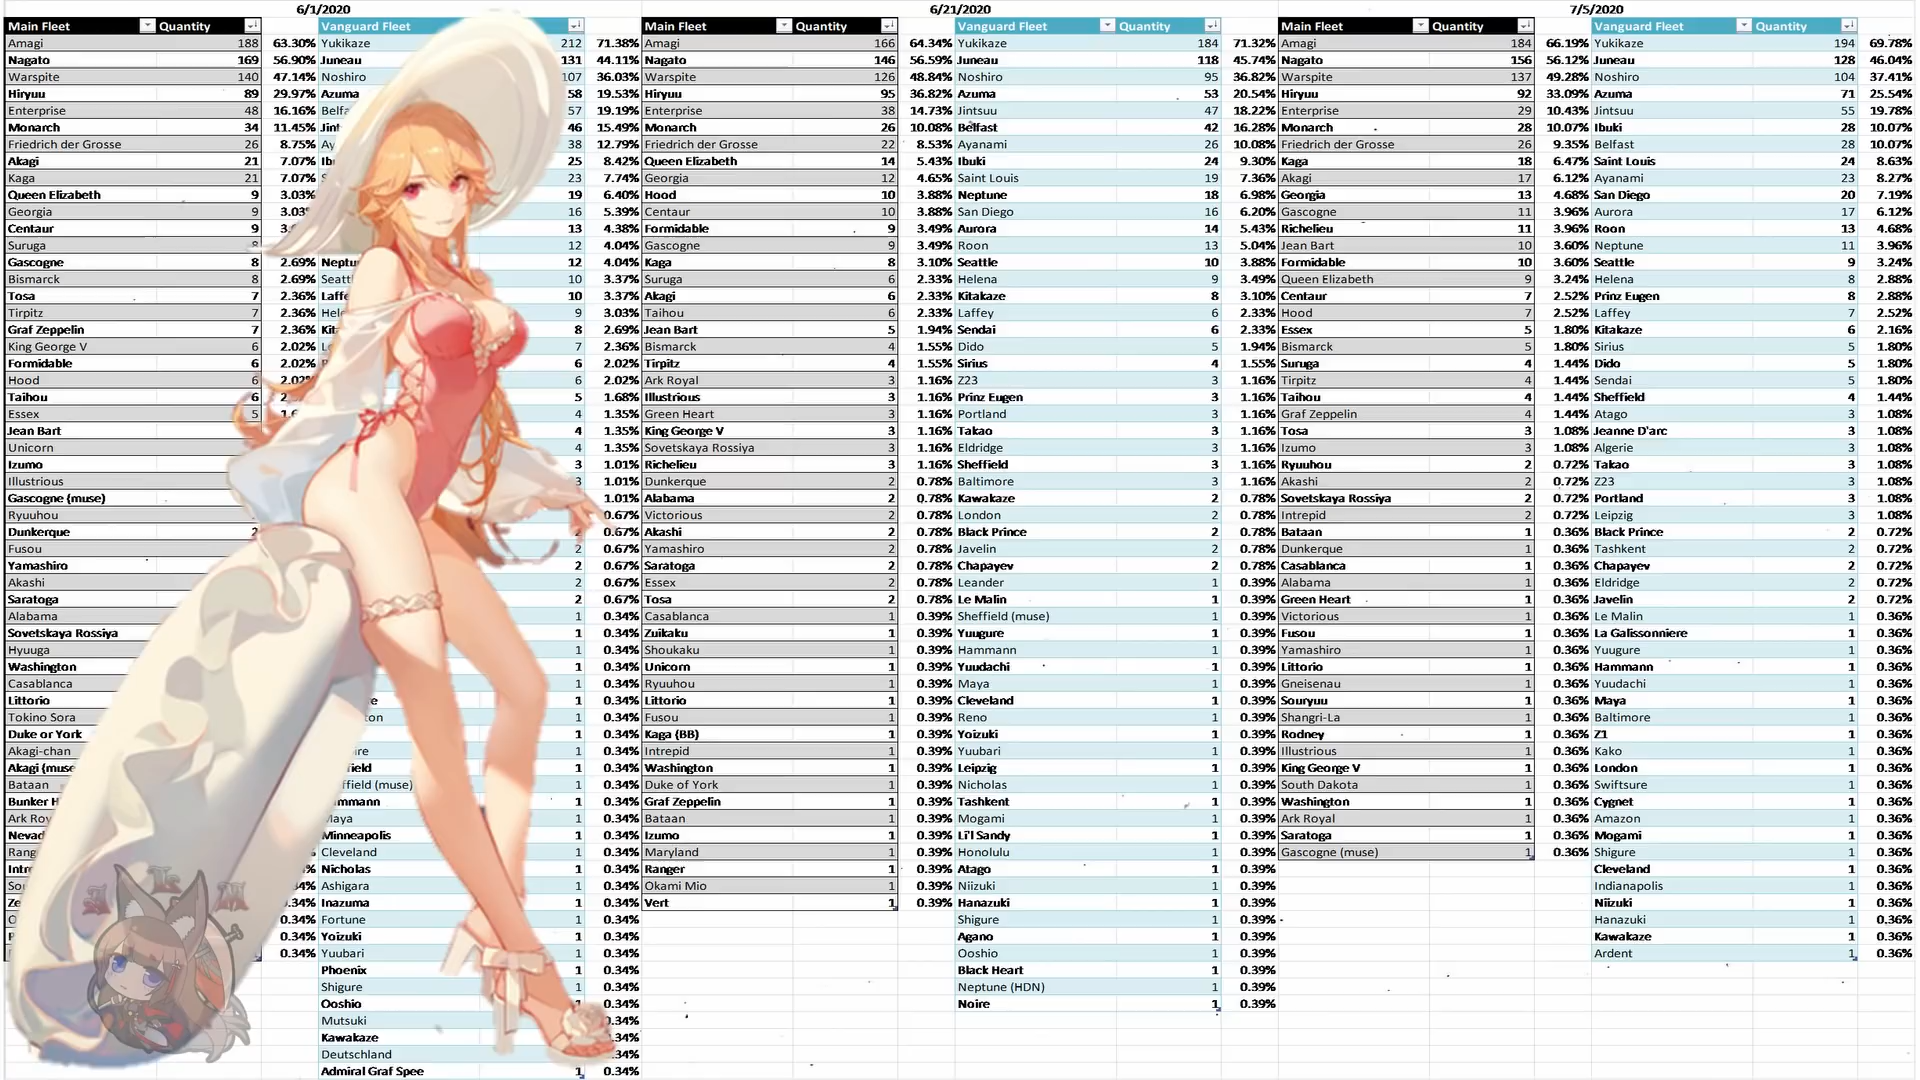 6/1/2020 6/21/2020 7/5/2020
Main Fleet Quantity Vanguard Fleet Quantity Main Fleet Quantity Vanguard Fleet Quantity Main Fleet Quantity Vanguard Fleet Quantity
Amagi 188 63.30% Yukikaze 212 71.38% Amagi 166 64.34% Yukikaze 184 71.32% Amagi 184 66.19% Yukikaze 194 69.78%
Nagato 169 56.90% Juneau 131 44.11% Nagato 146 56.59% Juneau 118 45.74% Nagato 156 56.12% Juneau 128 46.04%
Warspite 140 47.14% Noshiro 107 36.03% Warspite 126 48.84% Noshiro 95 36.82% Warspite 137 49.28% Noshiro 104 37.41%
Hiryuu 89 29.97% Azuma 58 19.53% Hiryuu 95 36.82% Azuma 53 20.54% Hiryuu 92 33.09% Azuma 71 25.54%
Enterprise 48 16.16% 57 19.19% Enterprise 38 14.73% Jintsuu 47 18.22% Enterprise 29 10.43% Jintsuu 55 19.78%
Monarch 34 11.45% 46 15.49% Monarch 26 10.08% Belfast 42 16.28% Monarch 28 10.07% Ibuki 28 10.07%
Friedrich der Grosse 26 8.75% 38 12.79% Friedrich der Grosse 22 8.53% Ayanami 26 10.08% Friedrich der Grosse 26 9.35% Belfast 28 10.07%
Akagi 21 7.07% 25 8.42% Queen Elizabeth 14 5.43% Ibuki 24 9.30% Kaga 18 6.47% Saint Louis 24 8.63%
Kaga 21 7.07% 23 7.74% Georgia 12 4.65% Saint Louis 19 7.36% Akagi 17 6.12% Ayanami 23 8.27%
Queen Elizabeth 9 3.03% 19 6.40% Hood 10 3.88% Neptune 18 6.98% Georgia 13 4.68% San Diego 20 7.19%
Georgia 9 16 5.39% Centaur 10 3.88% San Diego 16 6.20% Gascogne 11 3.96% Aurora 17 6.12%
Centaur 9 13 4.38% Formidable 9 3.49% Aurora 14 5.43% Richelieu 11 3.96% Roon 13 4.68%
Suruga 12 4.04% Gascogne 9 3.49% Roon 13 5.04% Jean Bart 10 3.60% Neptune 11 3.96%
Gascogne 8 2.69% 12 4.04% Kaga 8 3.10% Seattle 10 3.88% Formidable 10 3.60% Seattle 9 3.24%
Bismarck 8 2.69% 10 3.37% Suruga 6 2.33% Helena 9 3.49% Queen Elizabeth 9 3.24% Helena 8 2.88%
Tosa 7 2.36% 10 3.37% Akagi 6 2.33% Kitakaze 8 3.10% Centaur 7 2.52% Prinz Eugen 8 2.88%
Tirpitz 7 2.36% 9 3.03% Taihou 6 2.33% Laffey 6 2.33% Hood 7 2.52% Laffey 7 2.52%
Graf Zeppelin 7 2.36% 8 2.69% Jean Bart 5 1.94% Sendai 6 2.33% Essex 5 1.80% Kitakaze 6 2.16%
King George V 6 2.02% 7 2.36% Bismarck 4 1.55% Dido 5 1.94% Bismarck 5 1.80% Sirius 5 1.80%
Formidable 6 2.02% 6 2.02% Tirpitz 4 1.55% Sirius 4 1.55% Suruga 4 1.44% Dido 5 1.80%
Hood 6 6 2.02% Ark Royal 3 1.16% Z23 3 1.16% Tirpitz 4 1.44% Sendai 5 1.80%
Taihou 6 5 1.68% Illustrious 3 1.16% Prinz Eugen 3 1.16% Taihou 4 1.44% Sheffield 4 1.44%
Essex 5 4 1.35% Green Heart 3 1.16% Portland 3 1.16% Graf Zeppelin 4 1.44% Atago 3 1.08%
Jean Bart 4 1.35% King George V 3 1.16% Takao 3 1.16% Tosa 3 1.08% Jeanne D'arc 3 1.08%
Unicorn 4 1.35% Sovetskaya Rossiya 3 1.16% Eldridge 3 1.16% Izumo 3 1.08% Algerie 3 1.08%
Izumo 3 1.01% Richelieu 3 1.16% Sheffield 3 1.16% Ryuuhou 2 0.72% Takao 3 1.08%
Illustrious 3 1.01% Dunkerque 2 0.78% Baltimore 3 1.16% Akashi 2 0.72% Z23 3 1.08%
Gascogne (muse) 1.01% Alabama 2 0.78% Kawakaze 2 0.78% Sovetskaya Rossiya 2 0.72% Portland 3 1.08%
Ryuuhou 0.67% Victorious 2 0.78% London 2 0.78% Intrepid 2 0.72% Leipzig 3 1.08%
Dunkerque 2 2 0.67% Akashi 2 0.78% Black Prince 2 0.78% Bataan 1 0.36% Black Prince 2 0.72%
Fusou 2 0.67% Yamashiro 2 0.78% Javelin 2 0.78% Dunkerque 1 0.36% Tashkent 2 0.72%
Yamashiro 2 0.67% Saratoga 2 0.78% Chapayev 2 0.78% Casablanca 1 0.36% Chapayev 2 0.72%
Akashi 2 0.67% Essex 2 0.78% Leander 1 0.39% Alabama 1 0.36% Eldridge 2 0.72%
Saratoga 2 0.67% Tosa 2 0.78% Le Malin 1 0.39% Green Heart 1 0.36% Javelin 2 0.72%
Alabama 1 0.34% Casablanca 1 0.39% Sheffield (muse) 1 0.39% Victorious 1 0.36% Le Malin 1 0.36%
Sovetskaya Rossiya 1 0.34% Zuikaku 1 0.39% Yuugure 1 0.39% Fusou 1 0.36% La Galissonniere 1 0.36%
Hyuuga 1 0.34% Shoukaku 1 0.39% Hammann 1 0.39% Yamashiro 1 0.36% Yuugure 1 0.36%
Washington 1 0.34% Unicorn 1 0.39% Yuudachi 1 0.39% Littorio 1 0.36% Hammann 1 0.36%
Casablanca 1 0.34% Ryuuhou 1 0.39% Maya 1 0.39% Gneisenau 1 0.36% Yuudachi 1 0.36%
Littorio 1 0.34% Littorio 1 0.39% Cleveland 1 0.39% Souryuu 1 0.36% Maya 1 0.36%
Tokino Sora 1 0.34% Fusou 1 0.39% Reno 1 0.39% Shangri-La 1 0.36% Baltimore 1 0.36%
Duke or York 1 0.34% Kaga (BB) 1 0.39% Yoizuki 1 0.39% Rodney 1 0.36% Z1 1 0.36%
Akagi-chan 1 0.34% Intrepid 1 0.39% Yuubari 1 0.39% Illustrious 1 0.36% Kako 1 0.36%
Akagi (muse 1 0.34% Washington 1 0.39% Leipzig 1 0.39% King George V 1 0.36% London 1 0.36%
Bataan (muse) 1 0.34% Duke of York 1 0.39% Nicholas 1 0.39% South Dakota 1 0.36% Swiftsure 1 0.36%
Bunker 1 0.34% Graf Zeppelin 1 0.39% Tashkent 1 0.39% Washington 1 0.36% Cygnet 1 0.36%
Ark Maya 1 0.34% Bataan 1 0.39% Mogami 1 0.39% Ark Royal 1 0.36% Amazon 1 0.36%
Minneapolis 1 0.34% Izumo 1 0.39% Li'l Sandy 1 0.39% Saratoga 1 0.36% Mogami 1 0.36%
Cleveland 1 0.34% Maryland 1 0.39% Honolulu 1 0.39% Gascogne (muse) 1 0.36% Shigure 1 0.36%
Nicholas 1 0.34% Ranger 1 0.39% Atago 1 0.39% Cleveland 1 0.36%
Ashigara 1 0.34% Okami Mio 1 0.39% Niizuki 1 0.39% Indianapolis 1 0.36%
Inazuma 1 0.34% Vert 1 0.39% Hanazuki 1 0.39% Niizuki 1 0.36%
0.34% Fortune 1 0.34% Shigure 1 0.39% Hanazuki 1 0.36%
0.34% Yoizuki 1 0.34% Agano 1 0.39% Kawakaze 1 0.36%
0.34% Yuubari 1 0.34% Ooshio 1 0.39% Ardent 1 0.36%
Phoenix 1 0.34% Black Heart 1 0.39%
Shigure 1 0.34% Neptune (HDN) 1 0.39%
Ooshio 0.34% Noire 1 0.39%
Mutsuki
Kawakaze
Deutschland
Admiral Graf Spee 1 0.34%